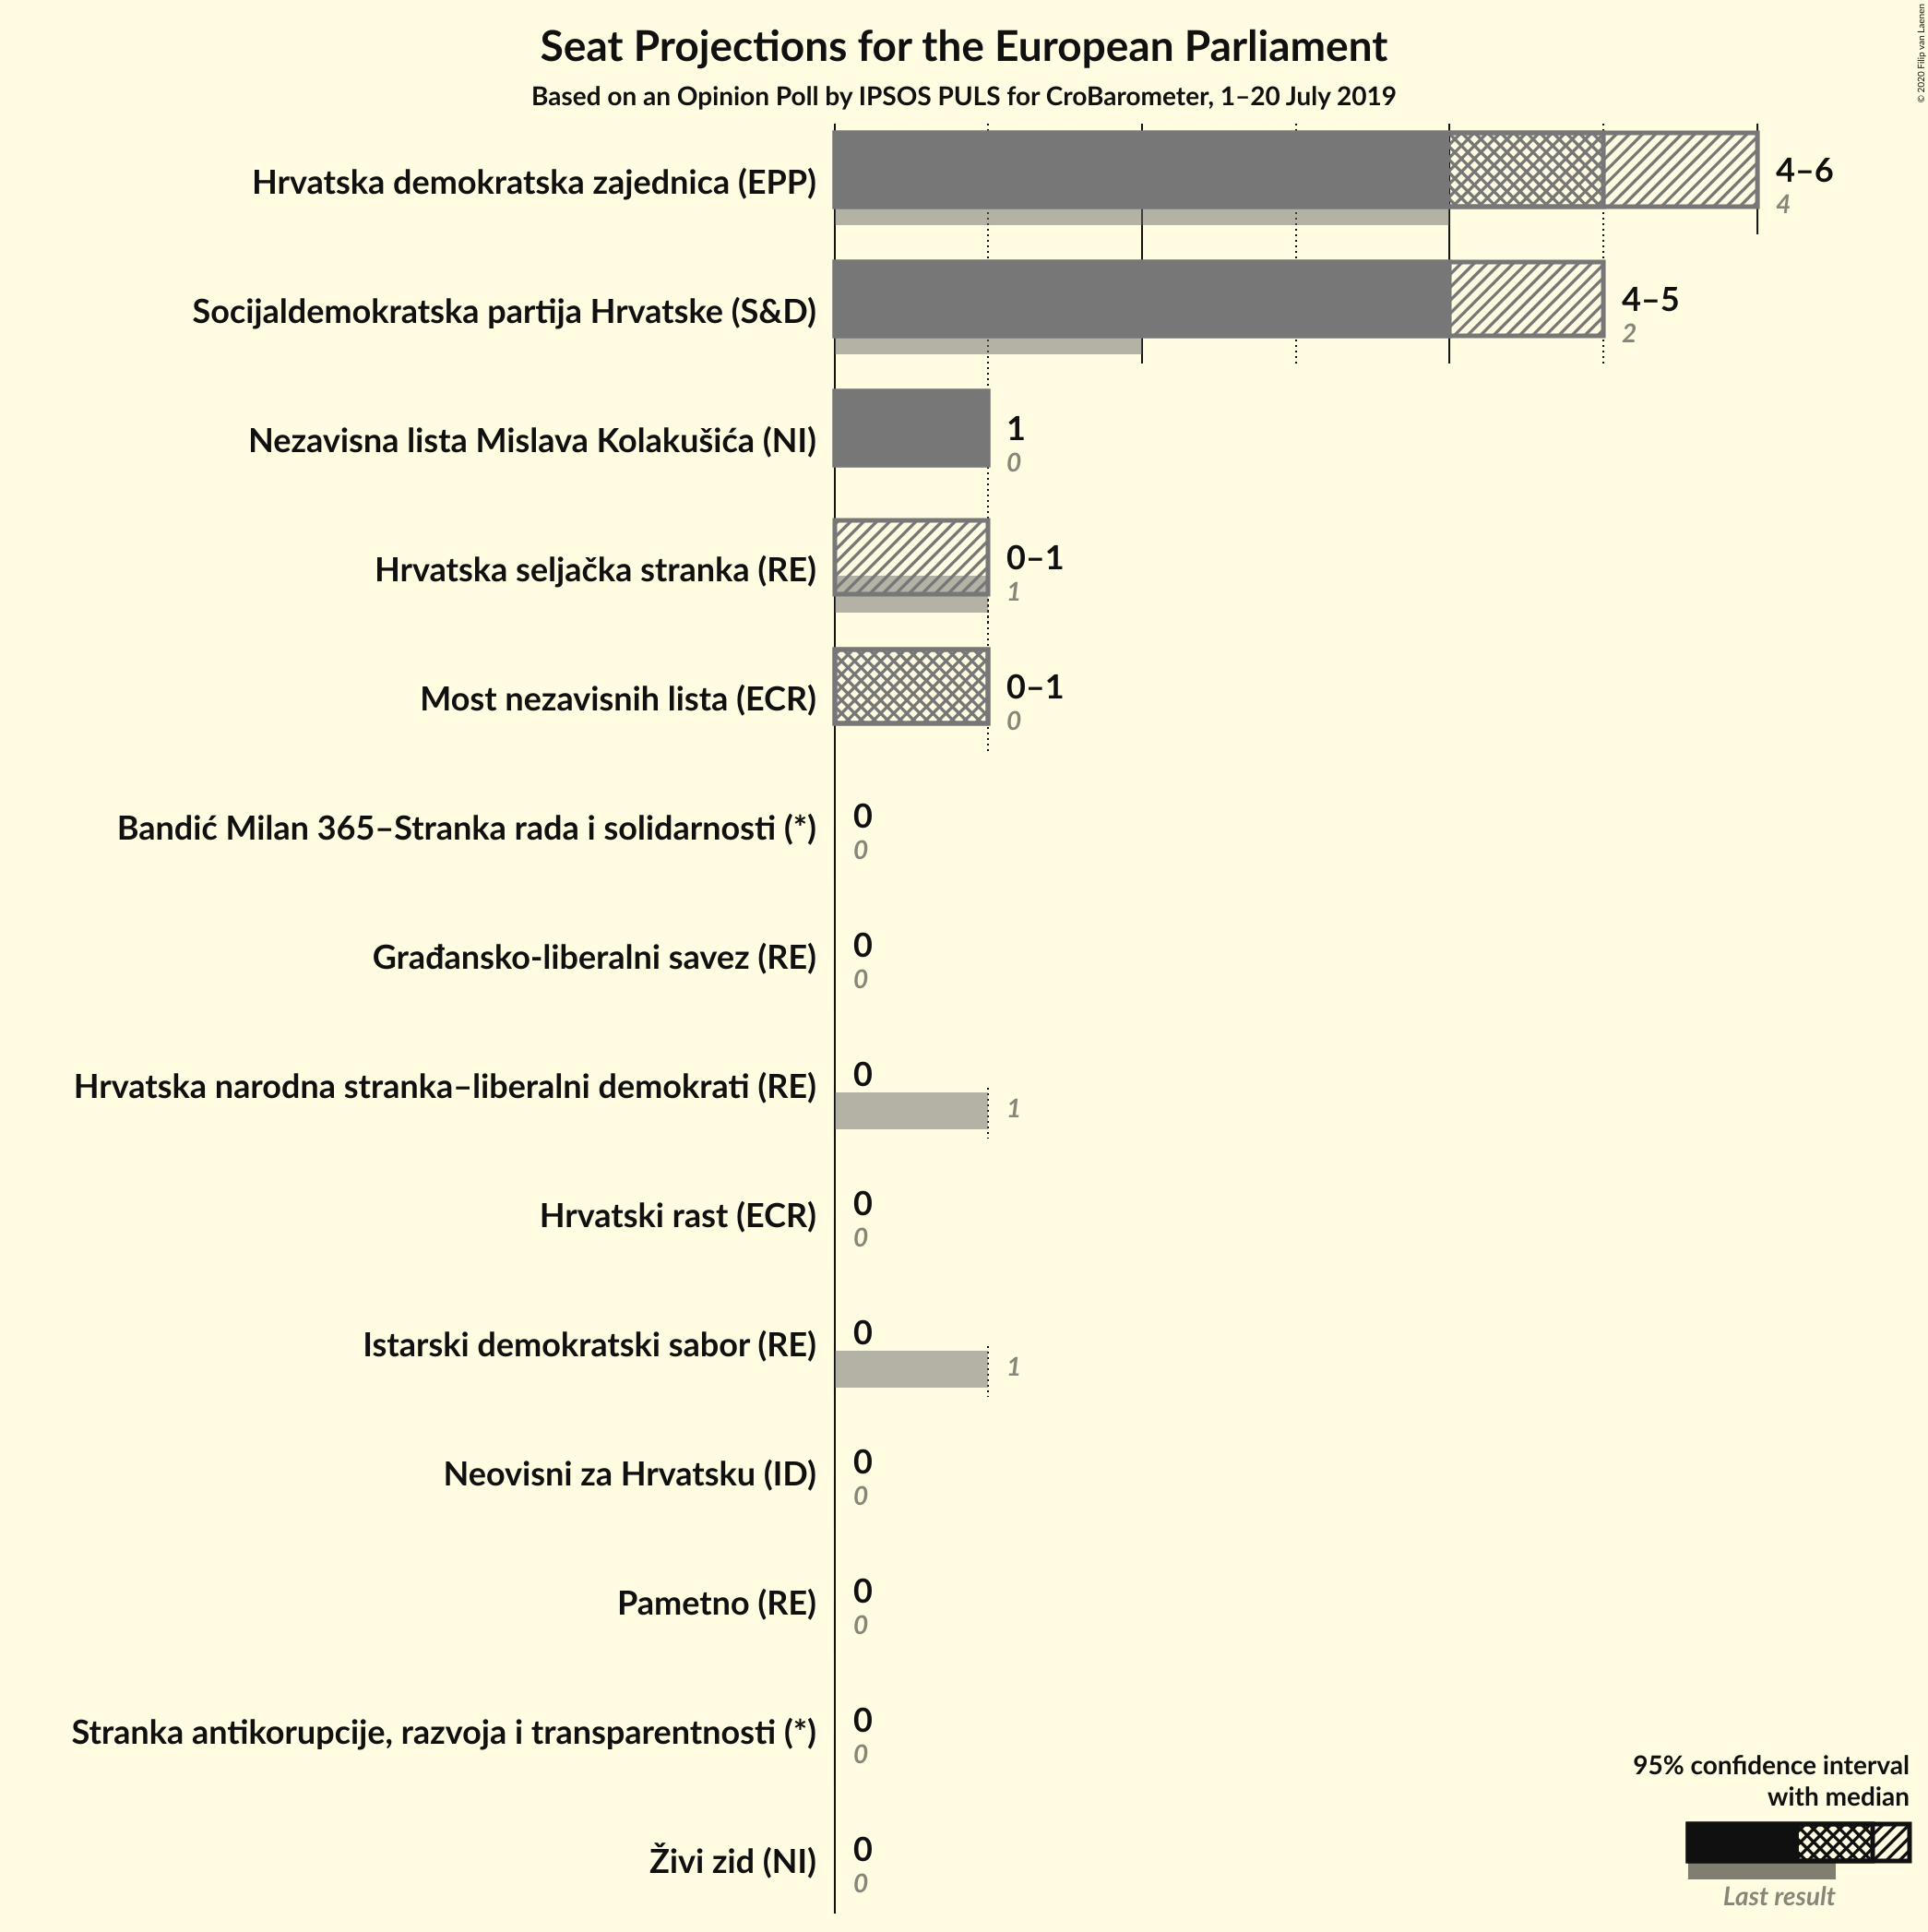 Seat Projections for the European Parliament
Based on an Opinion Poll by IPSOS PULS for CroBarometer, 1–20 July 2019
© 2020 Filip van Laenen
Hrvatska demokratska zajednica (EPP)
4–6
4
Socijaldemokratska partija Hrvatske (S&D)
4–5
2
Nezavisna lista Mislava Kolakušića (NI)
1
0
Hrvatska seljačka stranka (RE)
0–1
1
Most nezavisnih lista (ECR)
0–1
0
Bandić Milan 365–Stranka rada i solidarnosti (*)
0
0
Građansko-liberalni savez (RE)
0
0
Hrvatska narodna stranka–liberalni demokrati (RE)
0
1
Hrvatski rast (ECR)
0
0
Istarski demokratski sabor (RE)
0
1
Neovisni za Hrvatsku (ID)
0
0
Pametno (RE)
0
0
Stranka antikorupcije, razvoja i transparentnosti (*)
0
0
Živi zid (NI)
0
0
95% confidence interval
with median
Last result